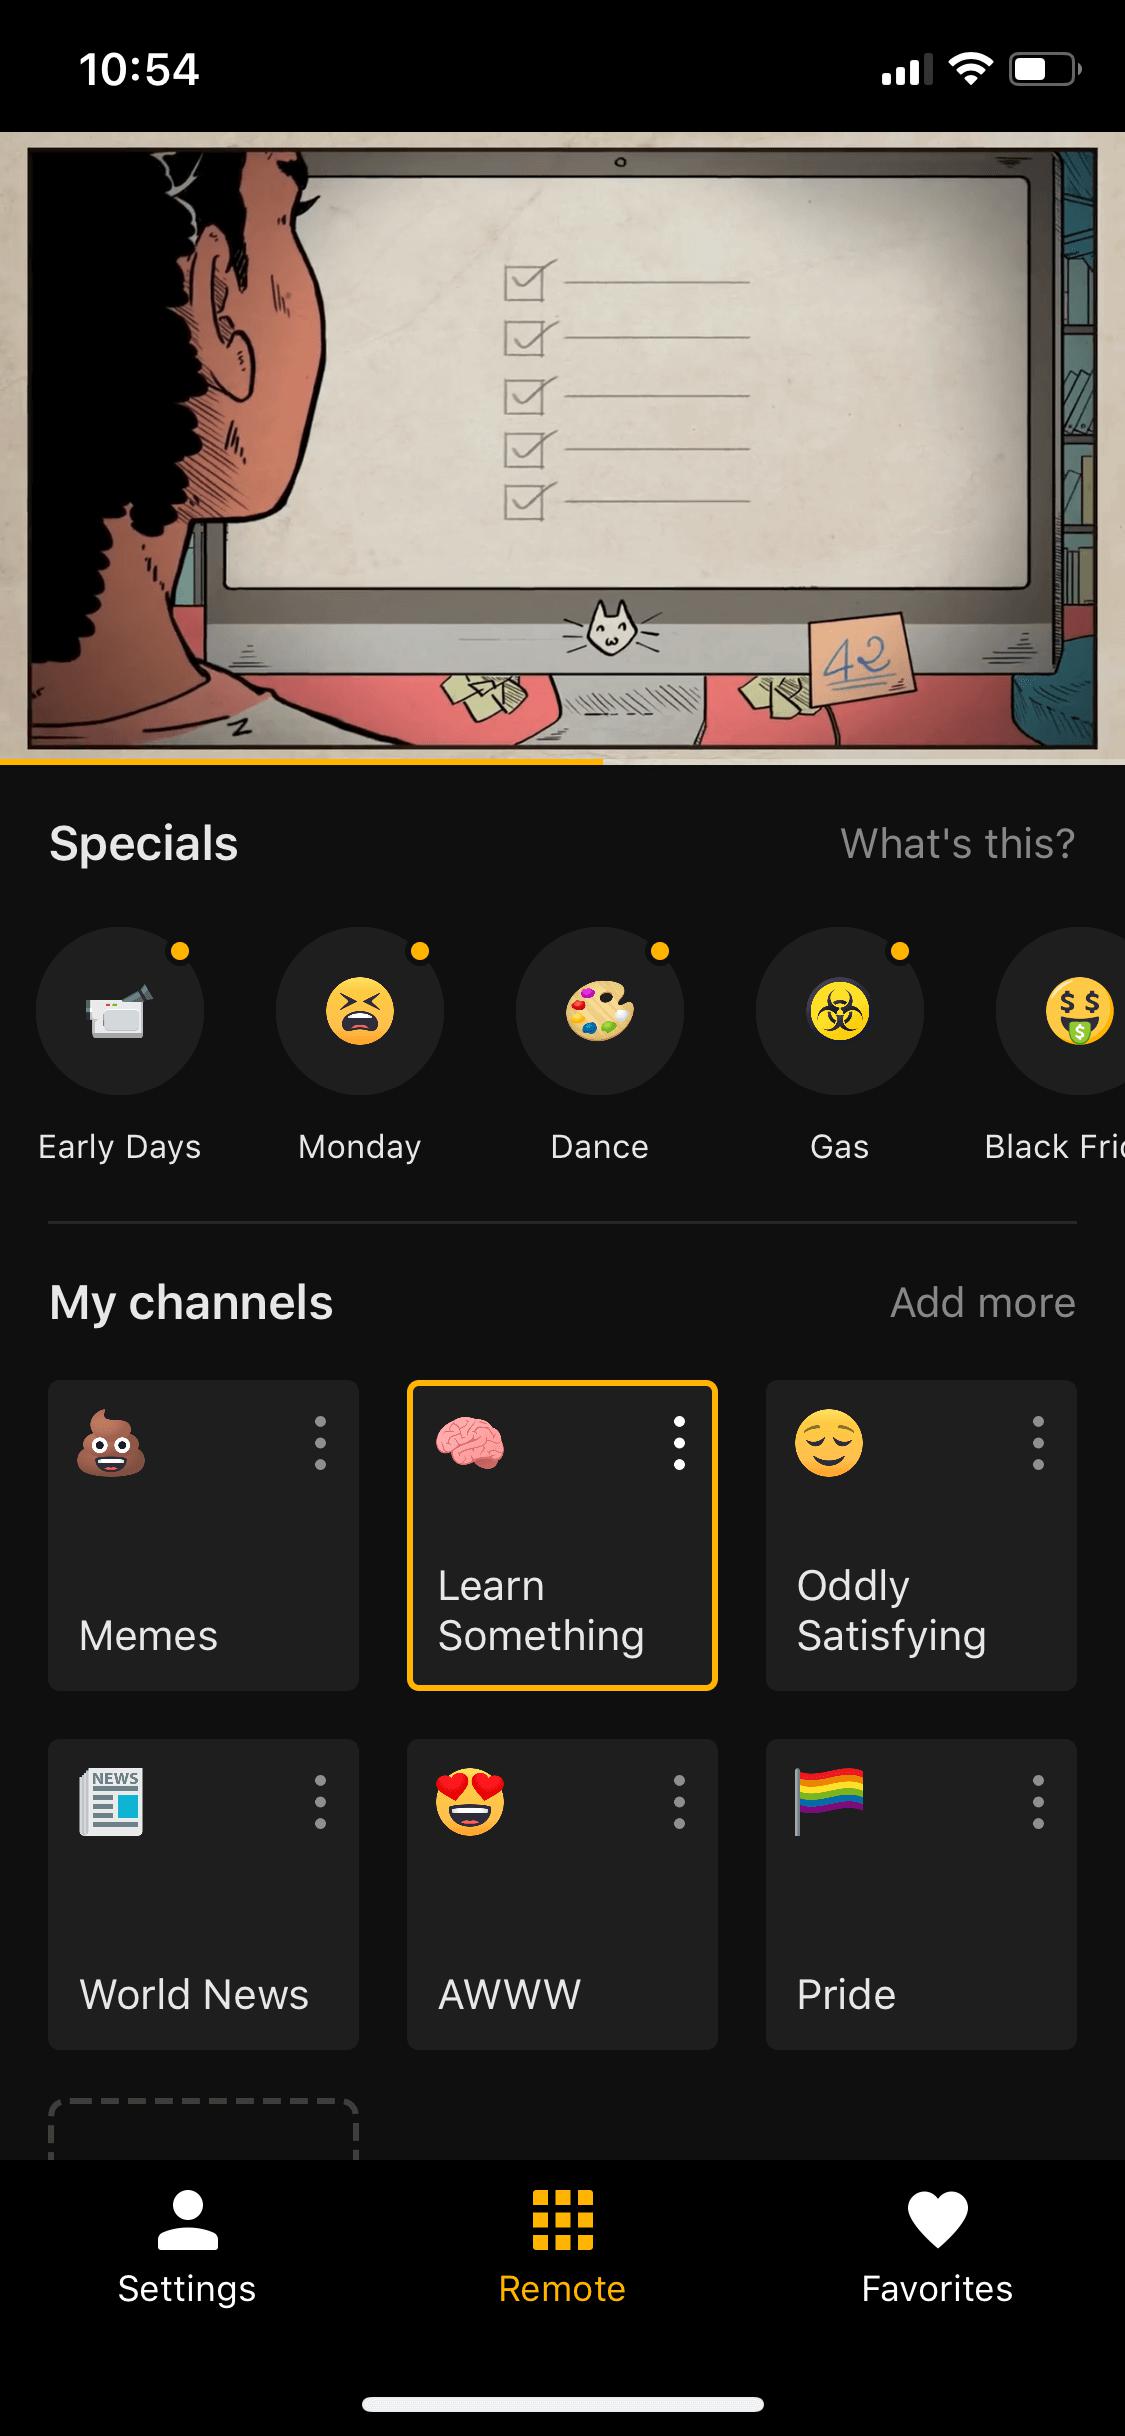 10:54
42
Specials
What's this?
Early Days
Monday
Dance
Gas
Black Fri
My channels
Add more
Memes
Learn
Something
Oddly
Satisfying
NEWS
World News
AWWW
Pride
Settings
Remote
Favorites